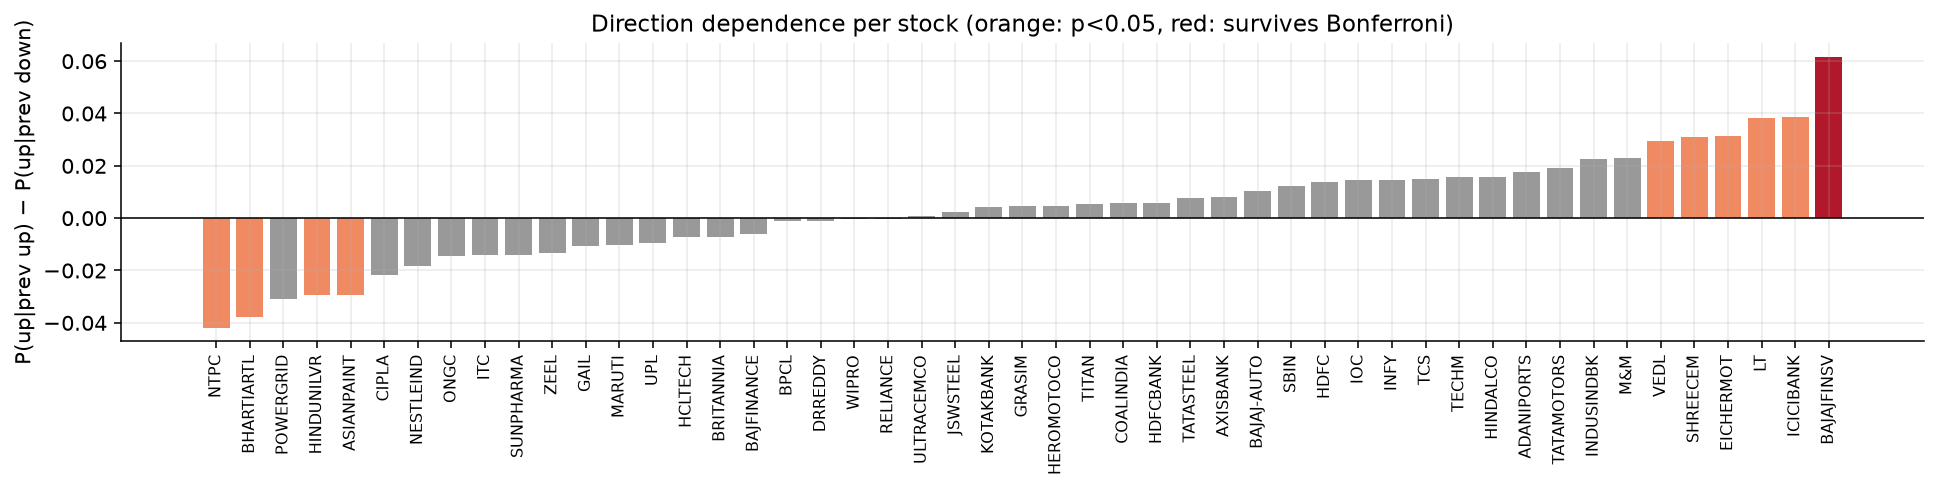 Direction dependence per stock (orange: p<0.05, red: survives Bonferroni)
P(up|prev up) − P(up|prev down)
0.06
0.04
0.02
0.00
−0.02
−0.04
NTPC
BHARTIARTL
POWERGRID
HINDUNILVR
ASIANPAINT
CIPLA
NESTLEIND
ONGC
ITC
SUNPHARMA
ZEEL
GAIL
MARUTI
UPL
HCLTECH
BRITANNIA
BAJFINANCE
BPCL
DRREDDY
WIPRO
RELIANCE
ULTRACEMCO
JSWSTEEL
KOTAKBANK
GRASIM
HEROMOTOCO
TITAN
COALINDIA
HDFCBANK
TATASTEEL
AXISBANK
BAJAJ-AUTO
SBIN
HDFC
IOC
INFY
TCS
TECHM
HINDALCO
ADANIPORTS
TATAMOTORS
INDUSINDBK
M&M
VEDL
SHREECEM
EICHERMOT
LT
ICICIBANK
BAJAJFINSV